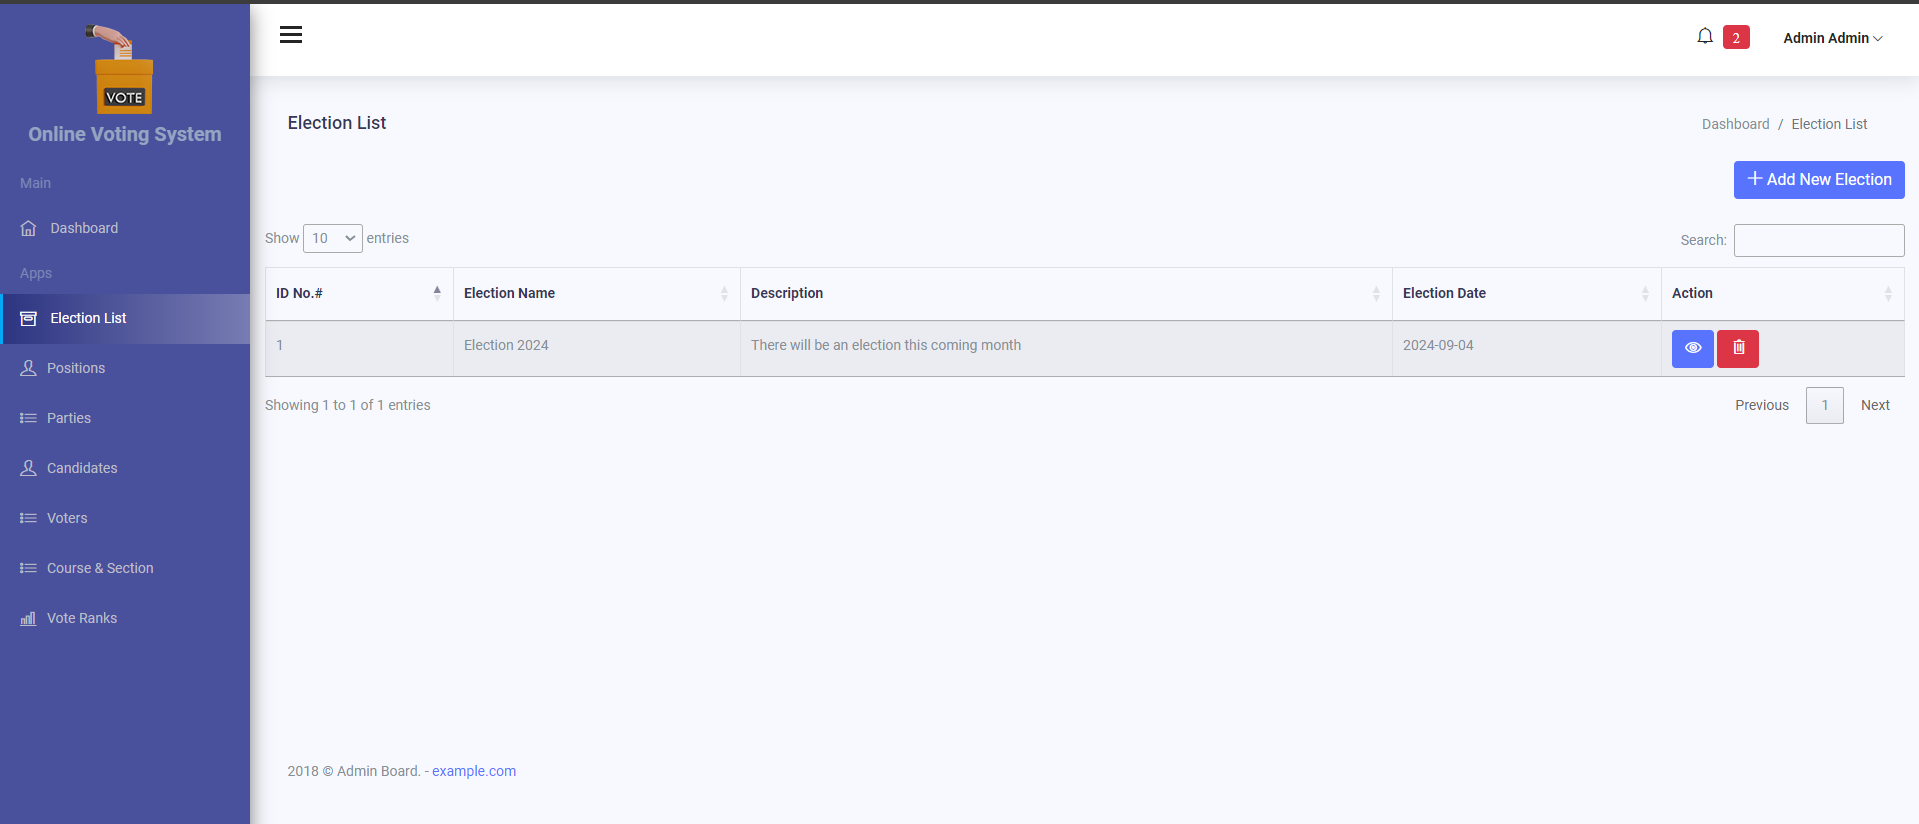 VOTE
Online Voting System
Main
Dashboard
Apps
Election List
Positions
Parties
Candidates
Voters
Course & Section
Vote Ranks
2
Admin Admin
Election List
Dashboard / Election List
Add New Election
Show 10 entries
Search:
ID No.# Election Name Description Election Date Action
1 Election 2024 There will be an election this coming month 2024-09-04
Showing 1 to 1 of 1 entries
Previous 1 Next
2018 © Admin Board. - example.com